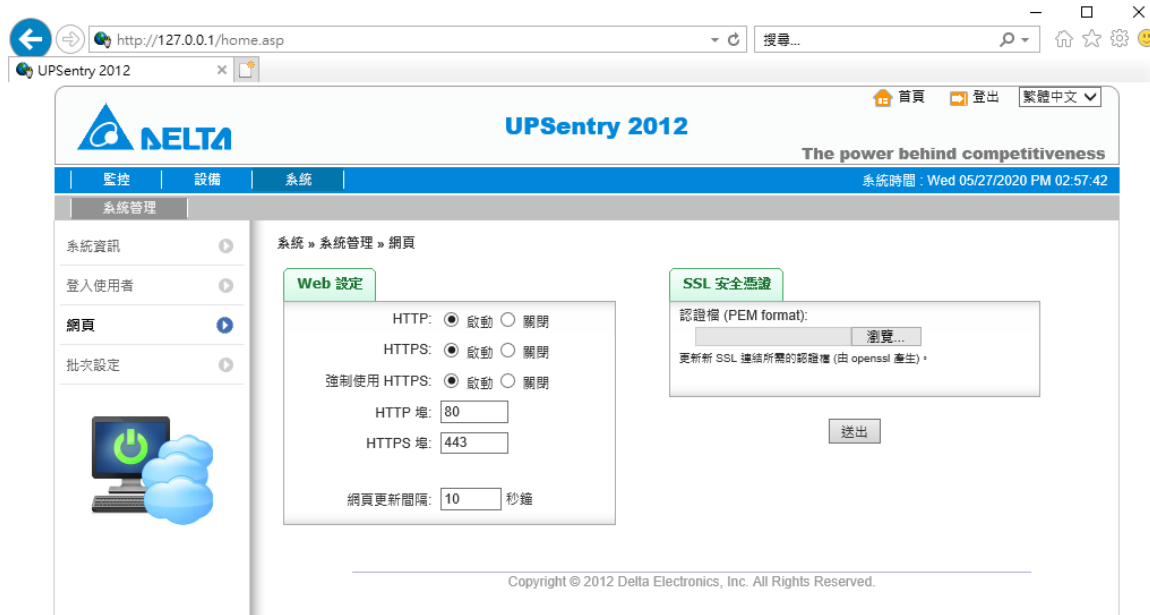 http://127.0.0.1/home.asp
搜尋...
UPSentry 2012
首頁 登出 繁體中文
DELTA
UPSentry 2012
The power behind competitiveness
監控 設備 系統 系統時間 : Wed 05/27/2020 PM 02:57:42
系統管理
系統資訊
登入使用者
網頁
批次設定
系統 » 系統管理 » 網頁
Web 設定
HTTP: 啟動 關閉
HTTPS: 啟動 關閉
強制使用 HTTPS: 啟動 關閉
HTTP 埠: 80
HTTPS 埠: 443
網頁更新間隔: 10 秒鐘
SSL 安全憑證
認證檔 (PEM format):
瀏覽...
更新新 SSL 連結所需的認證檔 (由 openssl 產生)。
送出
Copyright © 2012 Delta Electronics, Inc. All Rights Reserved.